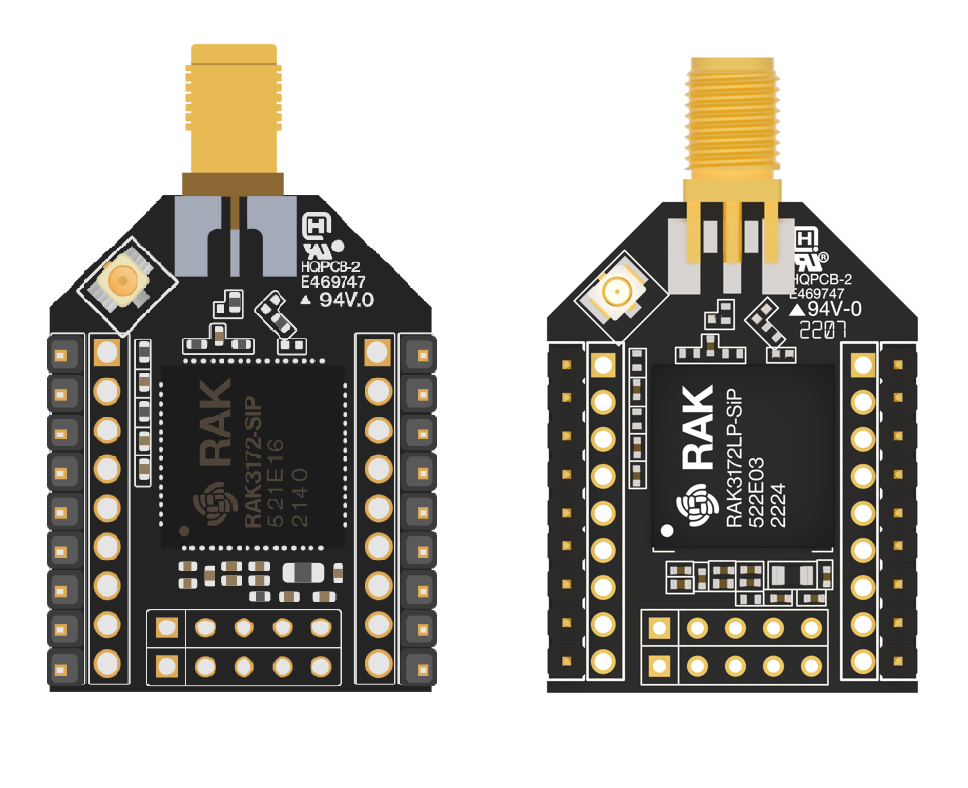 HQPCB-2
E469747
94V.0
RAK
RAK3172-SIP
521E16
2140
HQPCB-2
E469747
94V-0
2207
RAK
RAK3172LP-SiP
522E03
2224